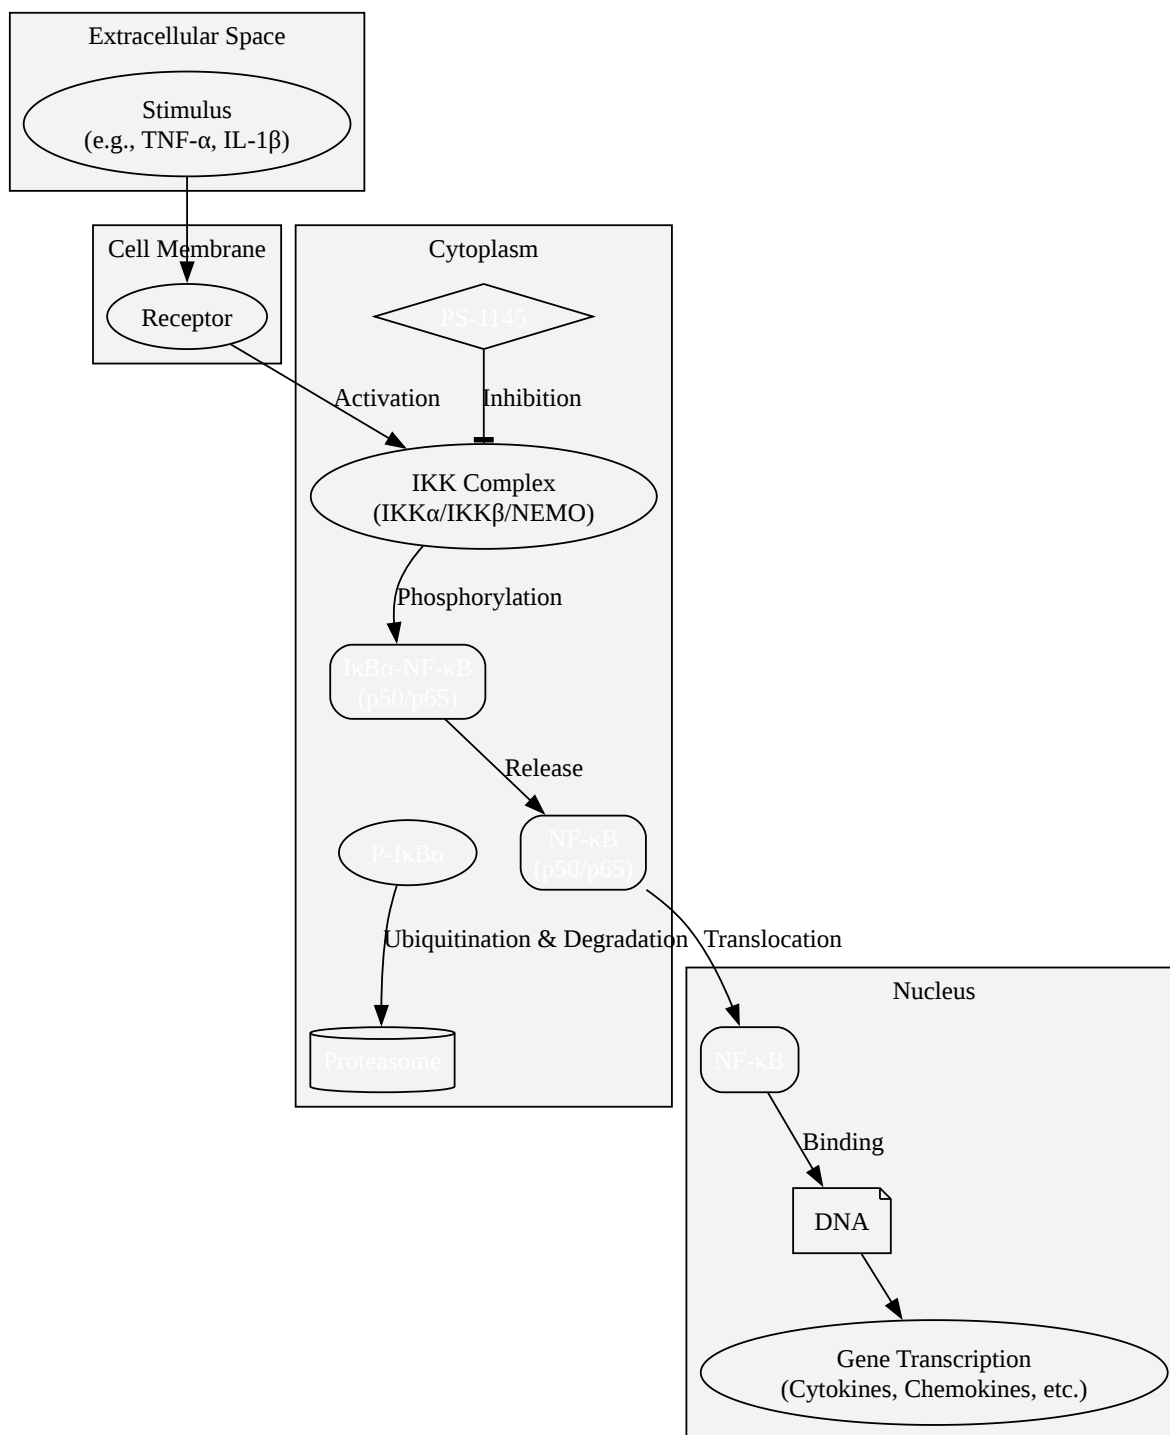 Extracellular Space
Stimulus
(e.g., TNF-α, IL-1β)
Cell Membrane
Receptor
Cytoplasm
PS-1145
Activation
Inhibition
IKK Complex
(IKKα/IKKβ/NEMO)
Phosphorylation
IκBα-NF-κB
(p50/p65)
Release
P-IκBα
NF-κB
(p50/p65)
Ubiquitination & Degradation
Translocation
Proteasome
Nucleus
NF-κB
Binding
DNA
Gene Transcription
(Cytokines, Chemokines, etc.)